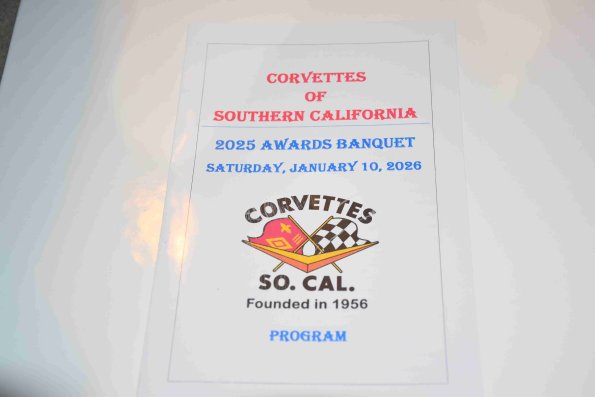 CORVETTES
OF
SOUTHERN CALIFORNIA
2025 AWARDS BANQUET
SATURDAY, JANUARY 10, 2026
CORVETTES
SO. CAL.
Founded in 1956
PROGRAM